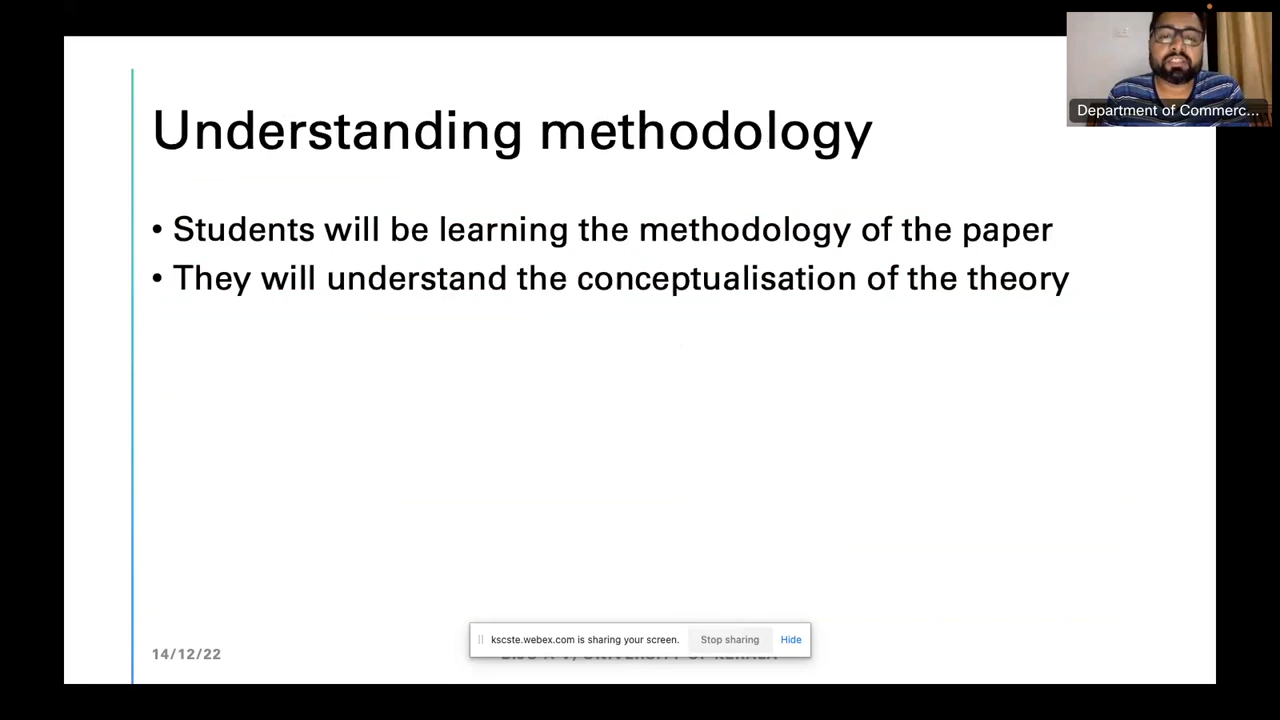 Department of Commerc...
Understanding methodology
• Students will be learning the methodology of the paper
• They will understand the conceptualisation of the theory
kscste.webex.com is sharing your screen. Stop sharing Hide
14/12/22